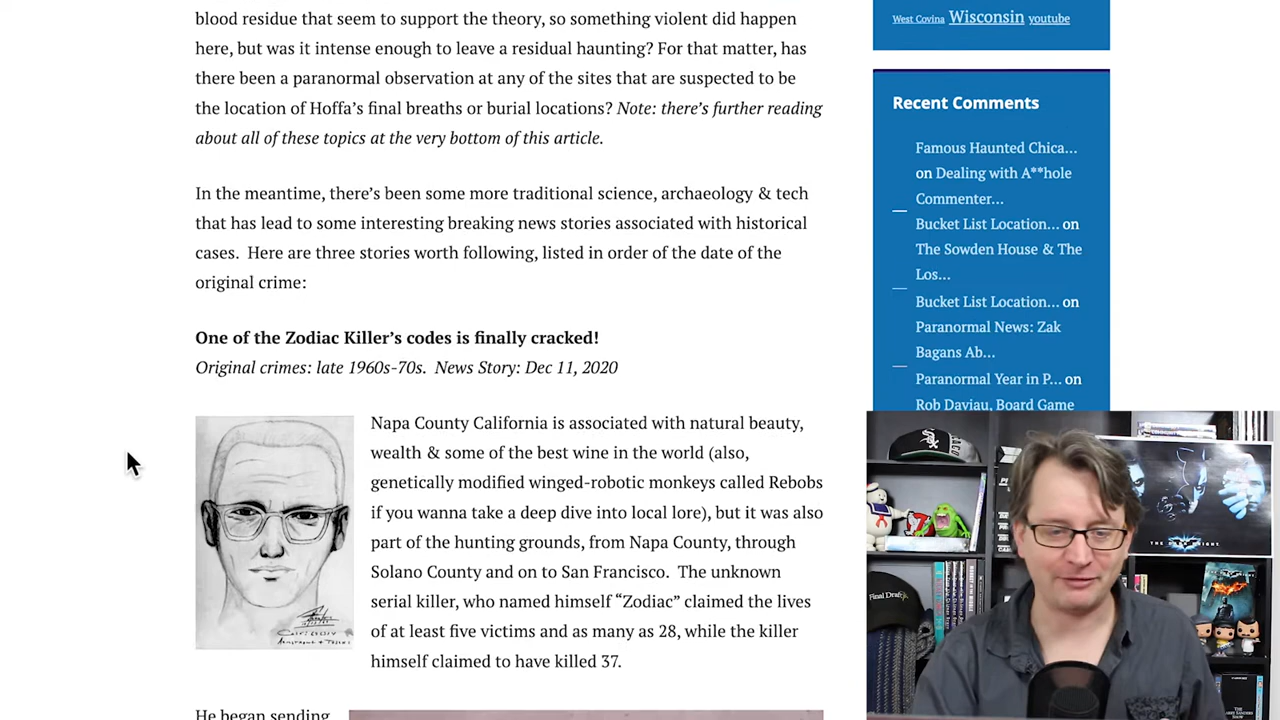 blood residue that seem to support the theory, so something violent did happen
here, but was it intense enough to leave a residual haunting? For that matter, has
there been a paranormal observation at any of the sites that are suspected to be
the location of Hoffa’s final breaths or burial locations? Note: there’s further reading
about all of these topics at the very bottom of this article.
In the meantime, there’s been some more traditional science, archaeology & tech
that has lead to some interesting breaking news stories associated with historical
cases.  Here are three stories worth following, listed in order of the date of the
original crime:
One of the Zodiac Killer’s codes is finally cracked!
Original crimes: late 1960s-70s.  News Story: Dec 11, 2020
Napa County California is associated with natural beauty,
wealth & some of the best wine in the world (also,
genetically modified winged-robotic monkeys called Rebobs
if you wanna take a deep dive into local lore), but it was also
part of the hunting grounds, from Napa County, through
Solano County and on to San Francisco.  The unknown
serial killer, who named himself “Zodiac” claimed the lives
of at least five victims and as many as 28, while the killer
himself claimed to have killed 37.
He began sending
West Covina Wisconsin youtube
Recent Comments
Famous Haunted Chica…
on Dealing with A**hole
Commenter…
Bucket List Location… on
The Sowden House & The
Los…
Bucket List Location… on
Paranormal News: Zak
Bagans Ab…
Paranormal Year in P… on
Rob Daviau, Board Game
Final Draft
THE DARK KNIGHT